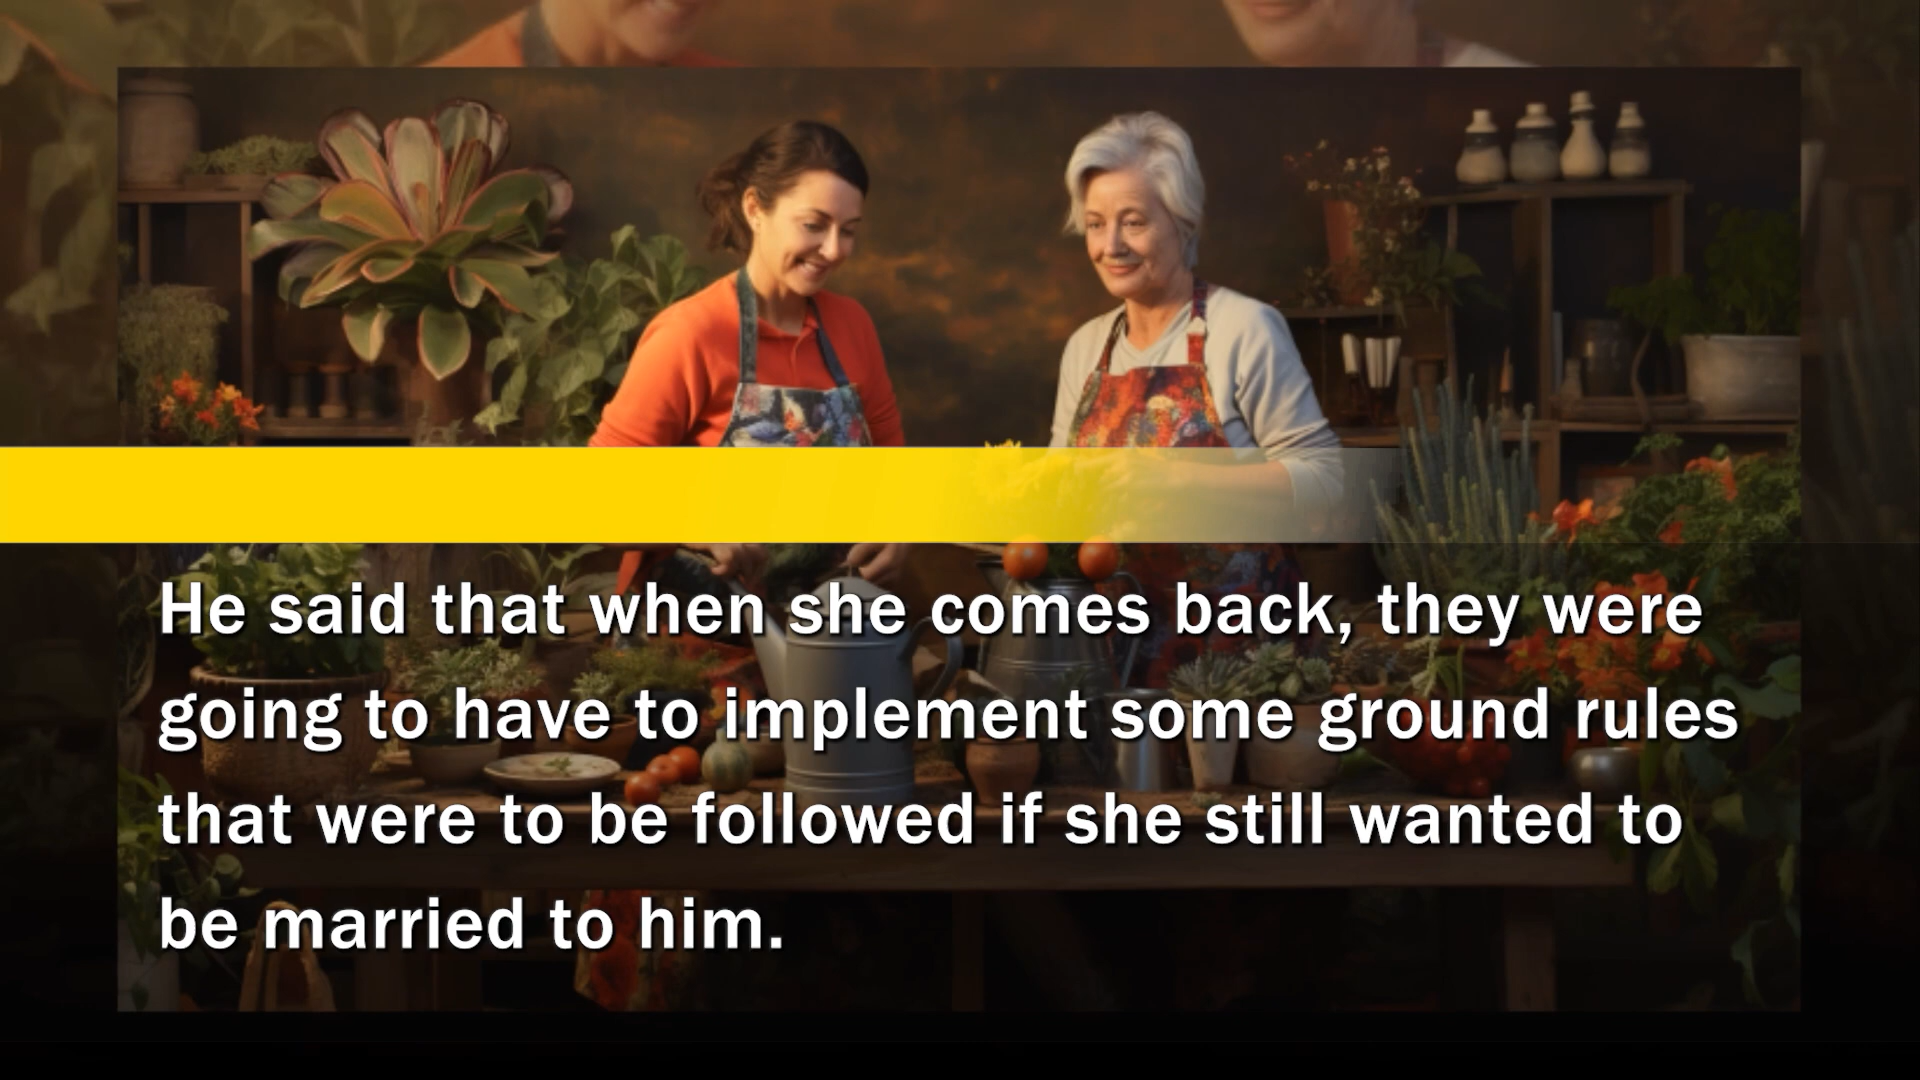 He said that when she comes back, they were
going to have to implement some ground rules
that were to be followed if she still wanted to
be married to him.